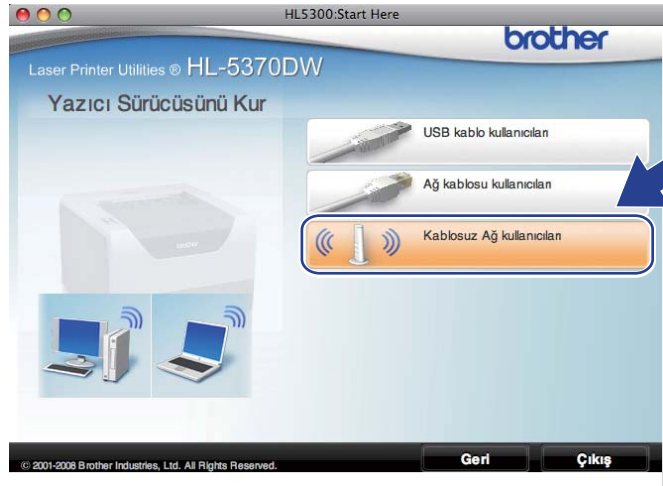 HL5300:Start Here
brother
Laser Printer Utilities ® HL-5370DW
Yazıcı Sürücüsünü Kur
USB kablo kullanıcıları
Ağ kablosu kullanıcıları
Kablosuz Ağ kullanıcıları
© 2001-2008 Brother Industries, Ltd. All Rights Reserved.
Geri
Çıkış